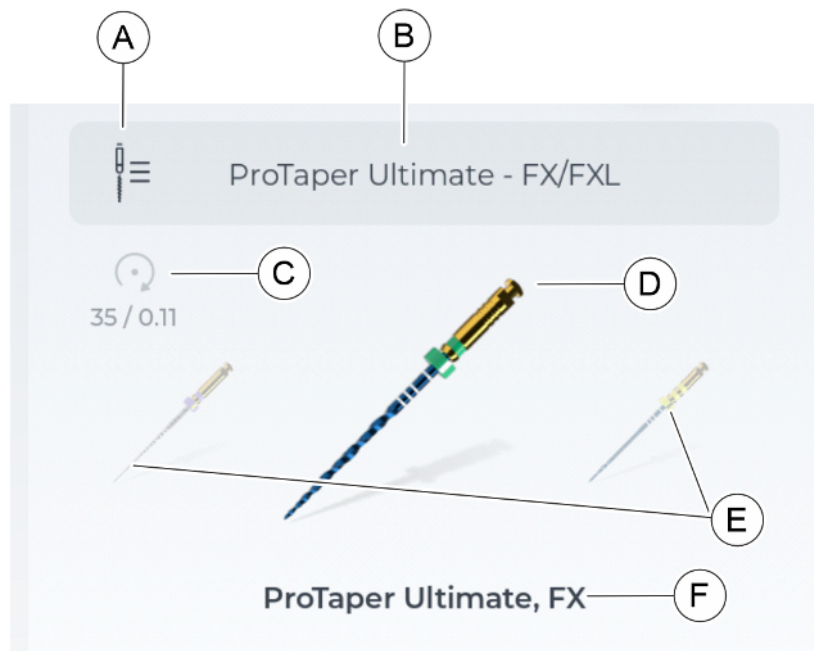 A
B
ProTaper Ultimate - FX/FXL
C
D
35 / 0.11
E
ProTaper Ultimate, FX
F